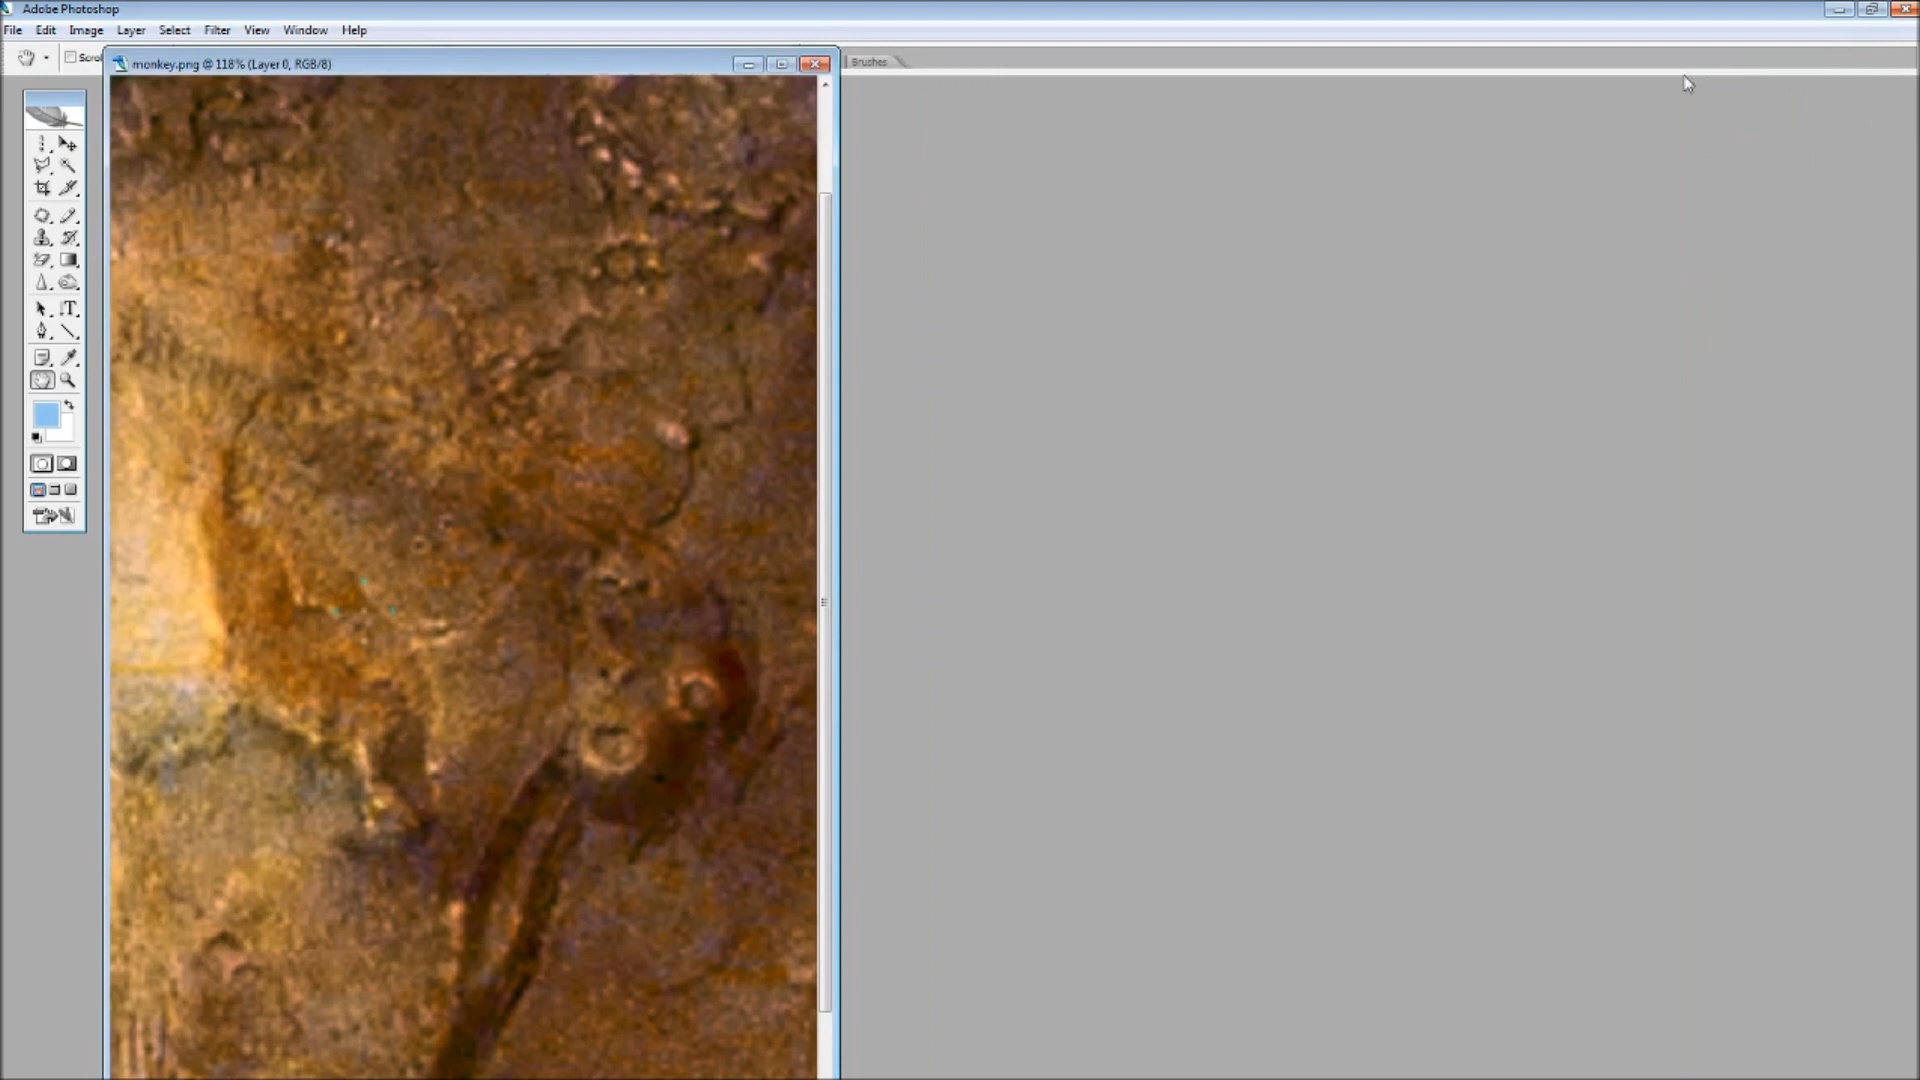 Adobe Photoshop
File Edit Image Layer Select Filter View Window Help
Scrol
monkey.png @ 118% (Layer 0, RGB/8)
Brushes
T